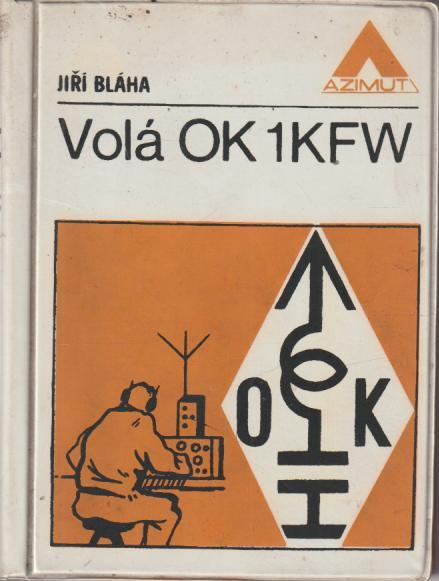 AZIMUT
JIŘÍ BLÁHA
Volá OK 1KFW
O K